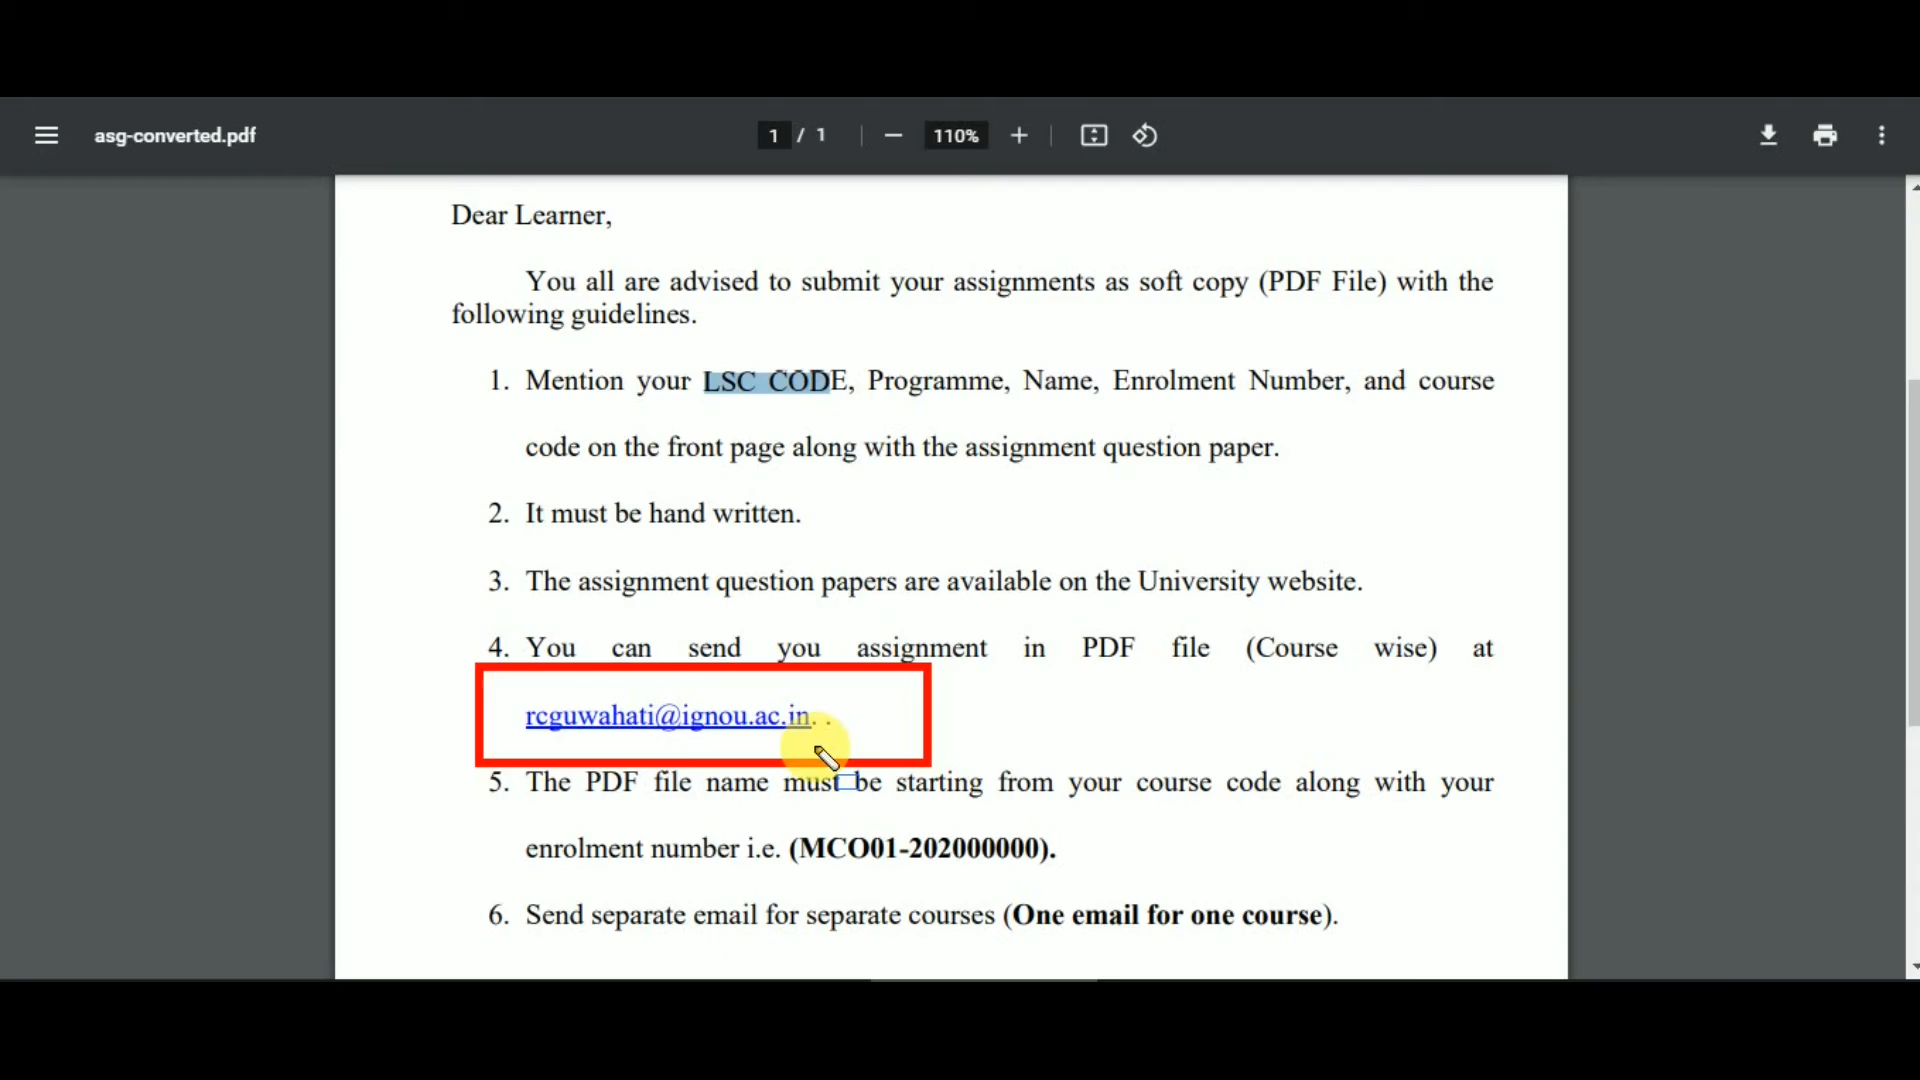 asg-converted.pdf
1 / 1
110%
Dear Learner,
You all are advised to submit your assignments as soft copy (PDF File) with the
following guidelines.
1. Mention your LSC CODE, Programme, Name, Enrolment Number, and course
code on the front page along with the assignment question paper.
2. It must be hand written.
3. The assignment question papers are available on the University website.
4. You can send you assignment in PDF file (Course wise) at
rcguwahati@ignou.ac.in. .
5. The PDF file name must be starting from your course code along with your
enrolment number i.e. (MCO01-202000000).
6. Send separate email for separate courses (One email for one course).